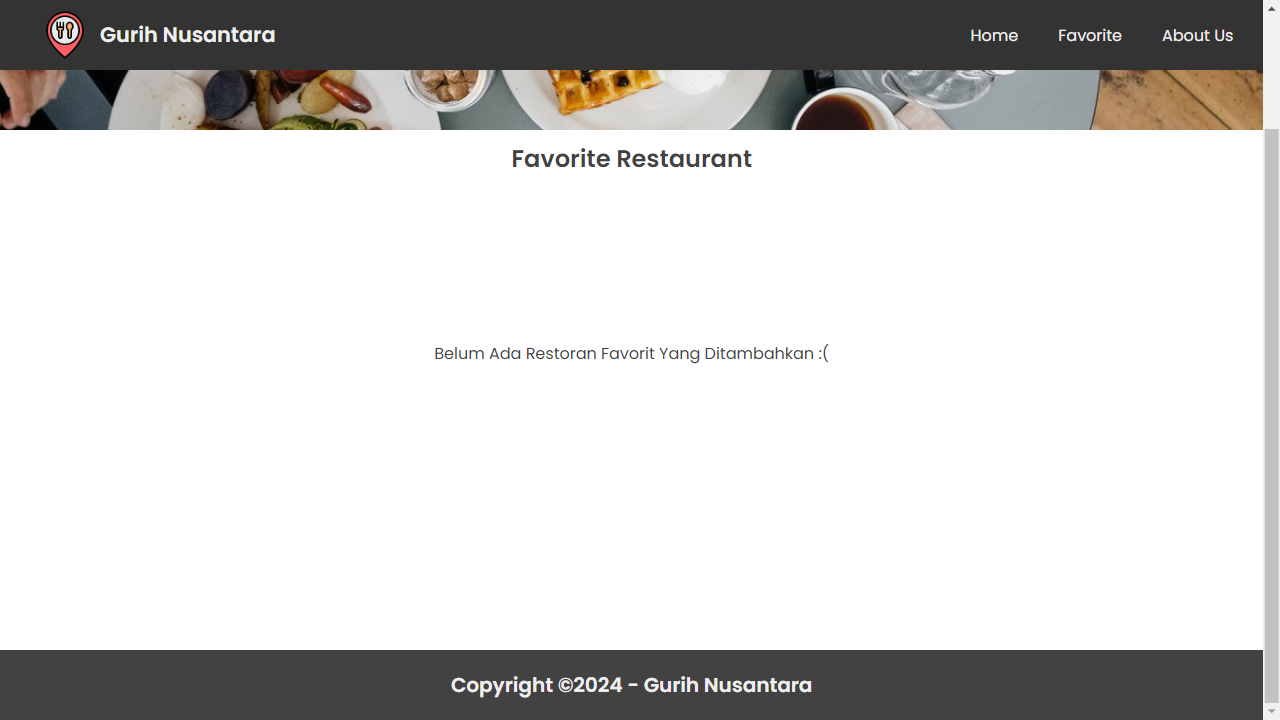 Gurih Nusantara
Home
Favorite
About Us
Favorite Restaurant
Belum Ada Restoran Favorit Yang Ditambahkan :(
Copyright ©2024 - Gurih Nusantara